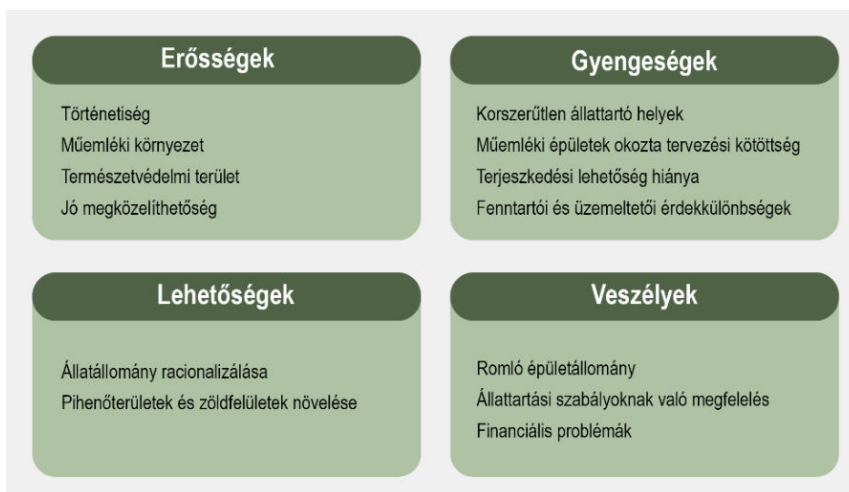 Erősségek
Történetiség
Műemléki környezet
Természetvédelmi terület
Jó megközelíthetőség
Gyengeségek
Korszerűtlen állattartó helyek
Műemléki épületek okozta tervezési kötöttség
Terjeszkedési lehetőség hiánya
Fenntartói és üzemeltetői érdekkülönbségek
Lehetőségek
Állatállomány racionalizálása
Pihenőterületek és zöldfelületek növelése
Veszélyek
Romló épületállomány
Állattartási szabályoknak való megfelelés
Financiális problémák